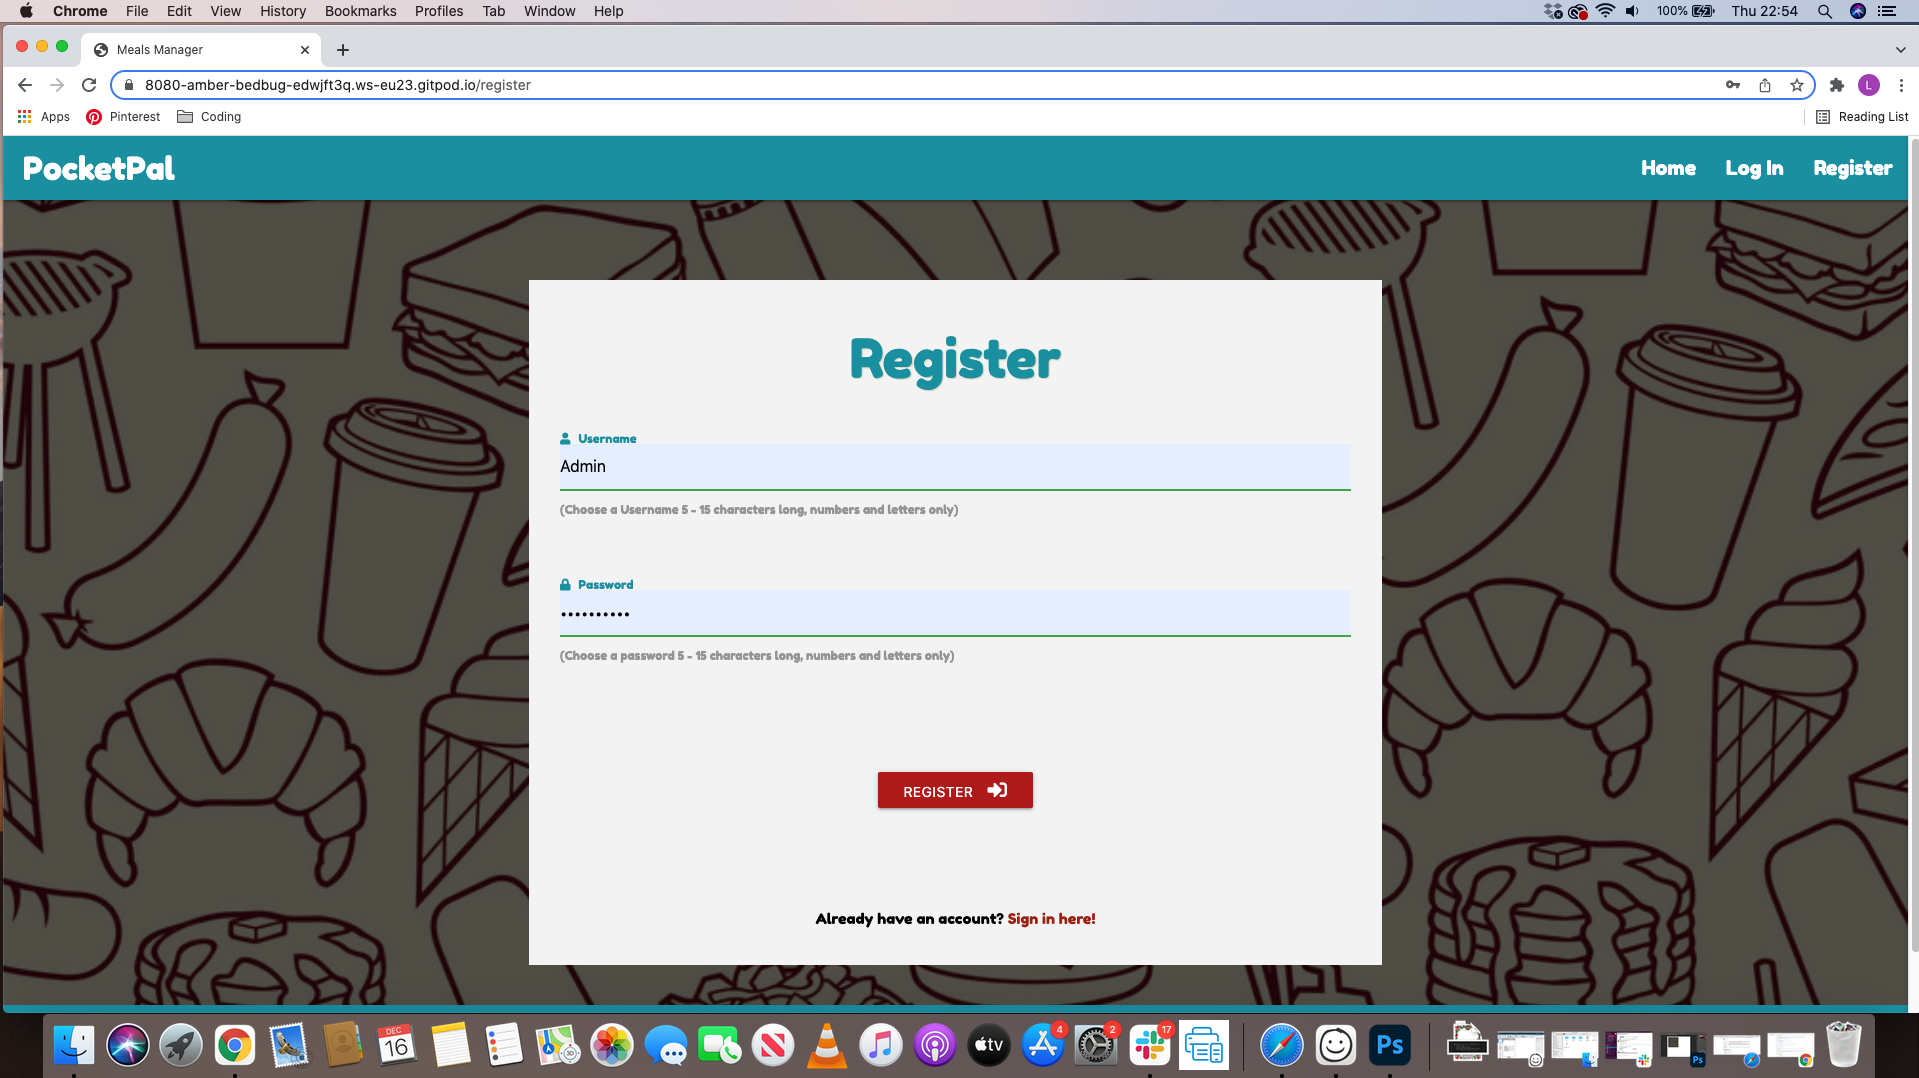 Chrome File Edit View History Bookmarks Profiles Tab Window Help 100% Thu 22:54
Meals Manager
8080-amber-bedbug-edwjft3q.ws-eu23.gitpod.io/register L
Apps Pinterest Coding Reading List
PocketPal Home Log In Register
Register
Username
Admin
(Choose a Username 5 - 15 characters long, numbers and letters only)
Password
••••••••••
(Choose a password 5 - 15 characters long, numbers and letters only)
REGISTER
Already have an account? Sign in here!
DEC 16 3D tv 4 2 17 Ps